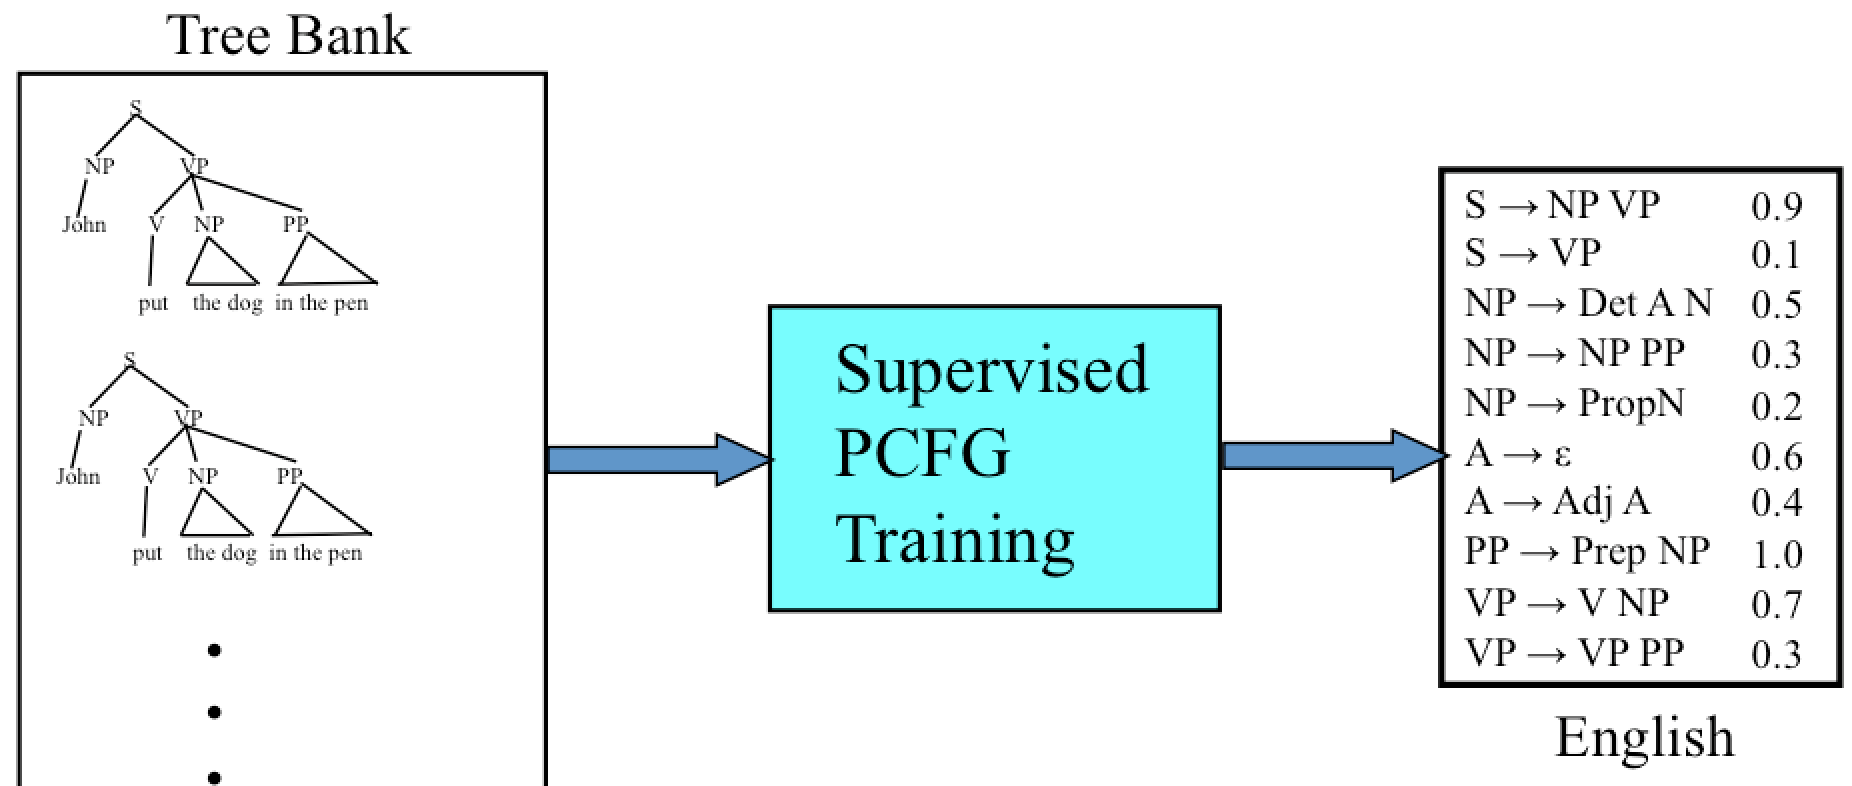 Tree Bank
S
NP VP
John V NP PP
put the dog in the pen
S
NP VP
John V NP PP
put the dog in the pen
Supervised
PCFG
Training
S → NP VP 0.9
S → VP 0.1
NP → Det A N 0.5
NP → NP PP 0.3
NP → PropN 0.2
A → ε 0.6
A → Adj A 0.4
PP → Prep NP 1.0
VP → V NP 0.7
VP → VP PP 0.3
English